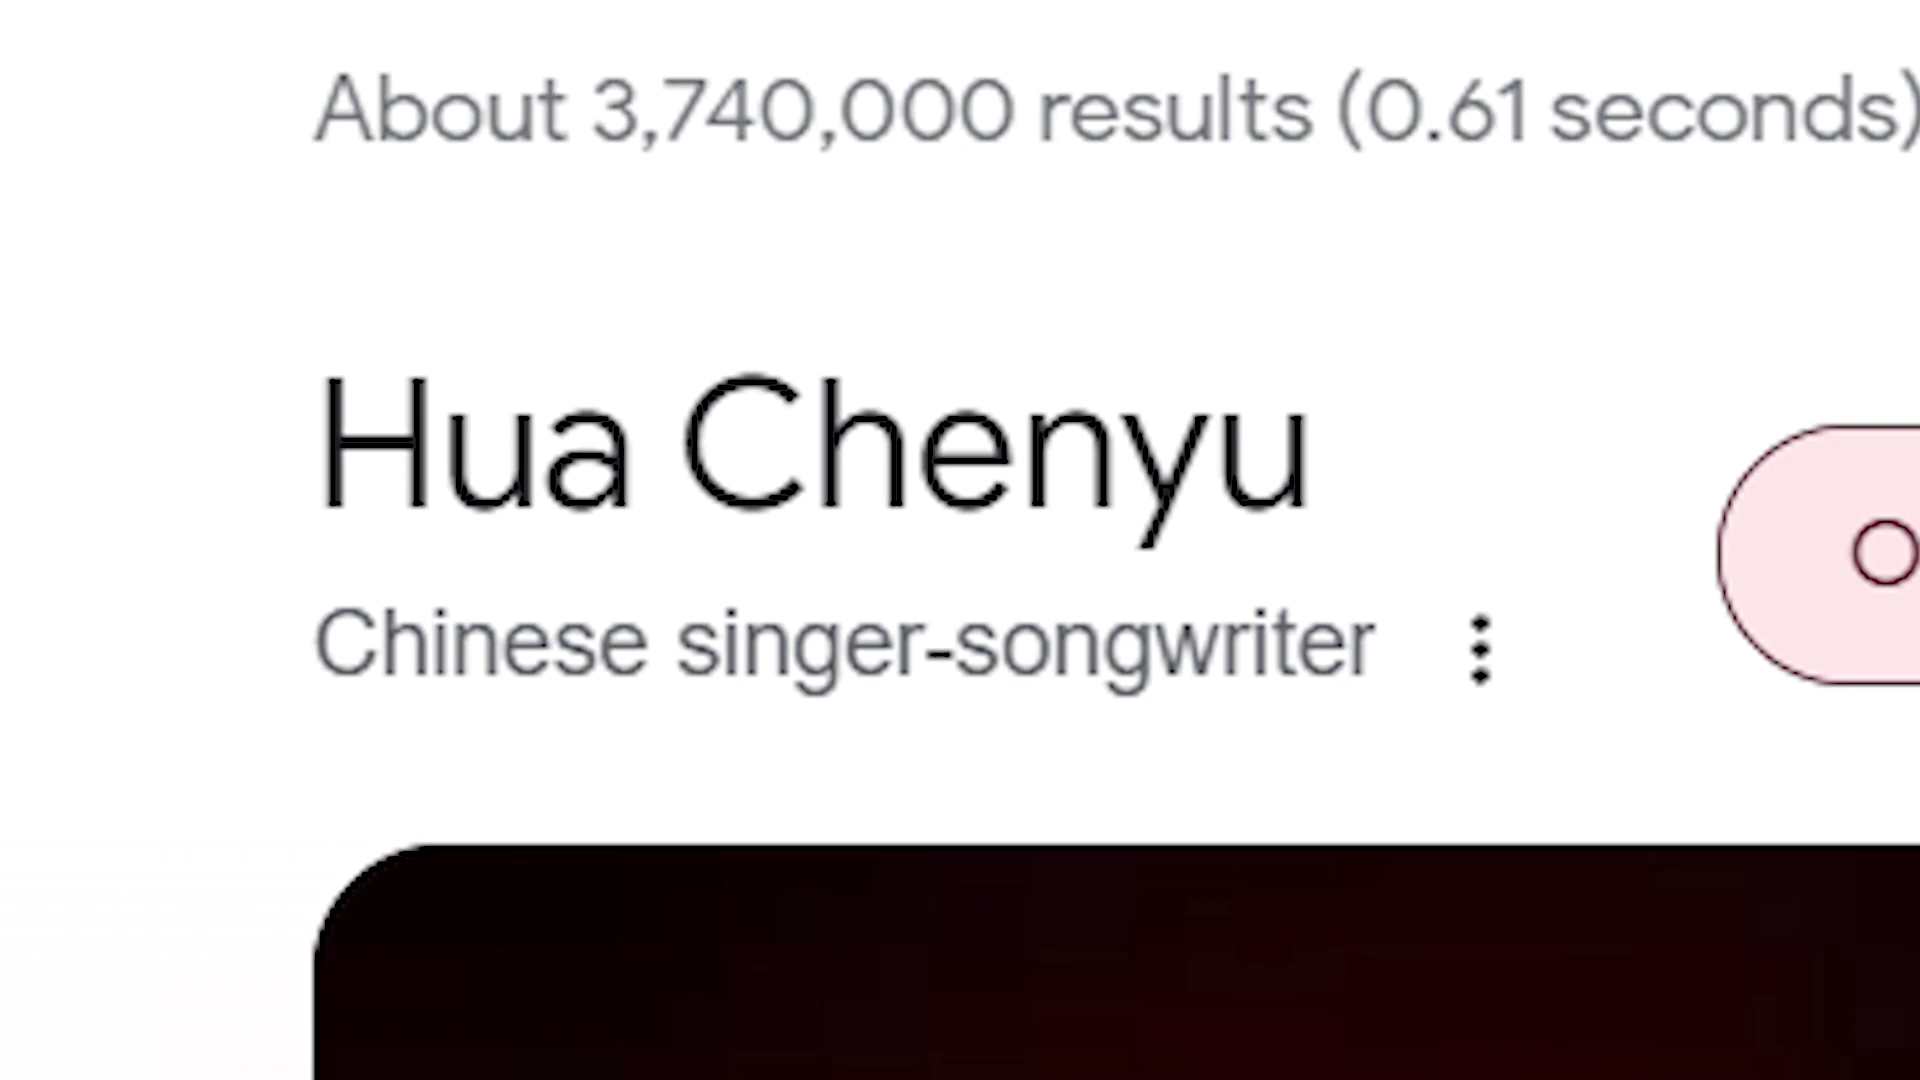 About 3,740,000 results (0.61 seconds)
Hua Chenyu
Chinese singer-songwriter